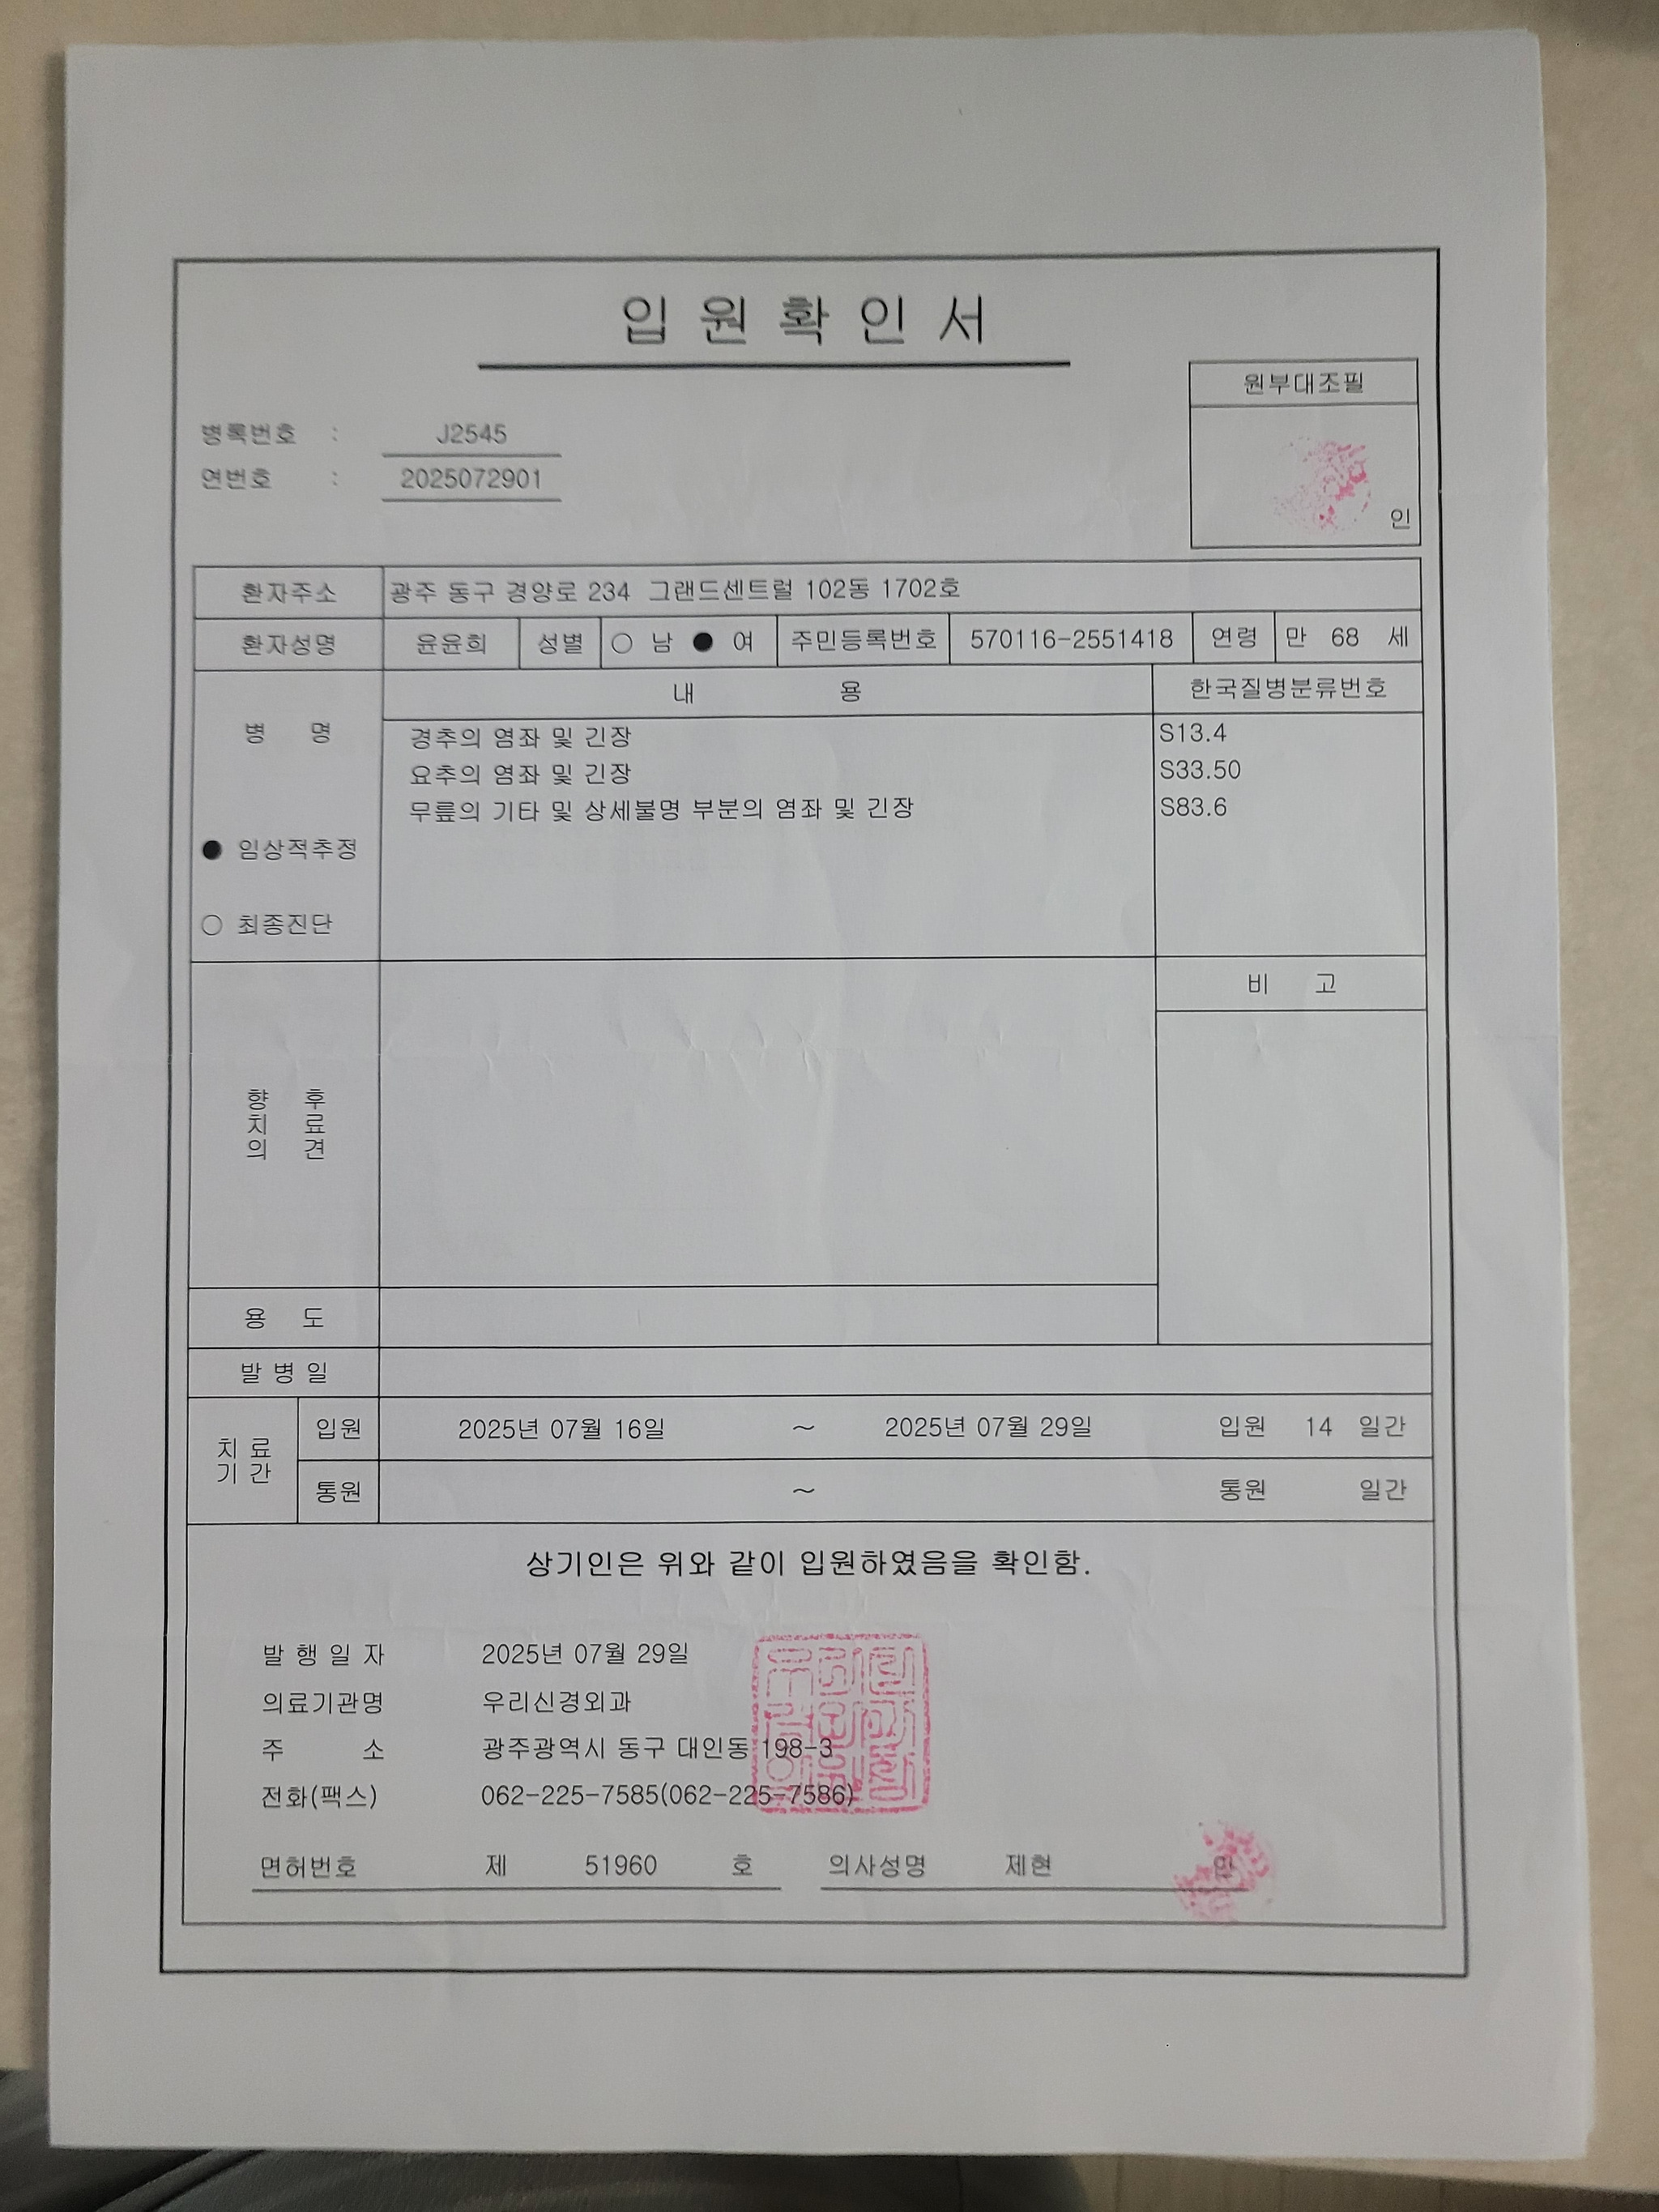 입원확인서
원부대조필
인
병록번호 : J2545
연번호 : 2025072901
환자주소 광주 동구 경양로 234 그랜드센트럴 102동 1702호
환자성명 윤윤희 성별 ○ 남 ● 여 주민등록번호 570116-2551418 연령 만 68 세
내 용 한국질병분류번호
병 명
경추의 염좌 및 긴장 S13.4
요추의 염좌 및 긴장 S33.50
무릎의 기타 및 상세불명 부분의 염좌 및 긴장 S83.6
● 임상적추정
○ 최종진단
비 고
향 후
치 료
의 견
용 도
발 병 일
치 료
기 간
입원 2025년 07월 16일 ~ 2025년 07월 29일 입원 14 일간
통원 ~ 통원 일간
상기인은 위와 같이 입원하였음을 확인함.
발 행 일 자 2025년 07월 29일
의료기관명 우리신경외과
주 소 광주광역시 동구 대인동 198-3
전화(팩스) 062-225-7585(062-225-7586)
면허번호 제 51960 호 의사성명 제현 인